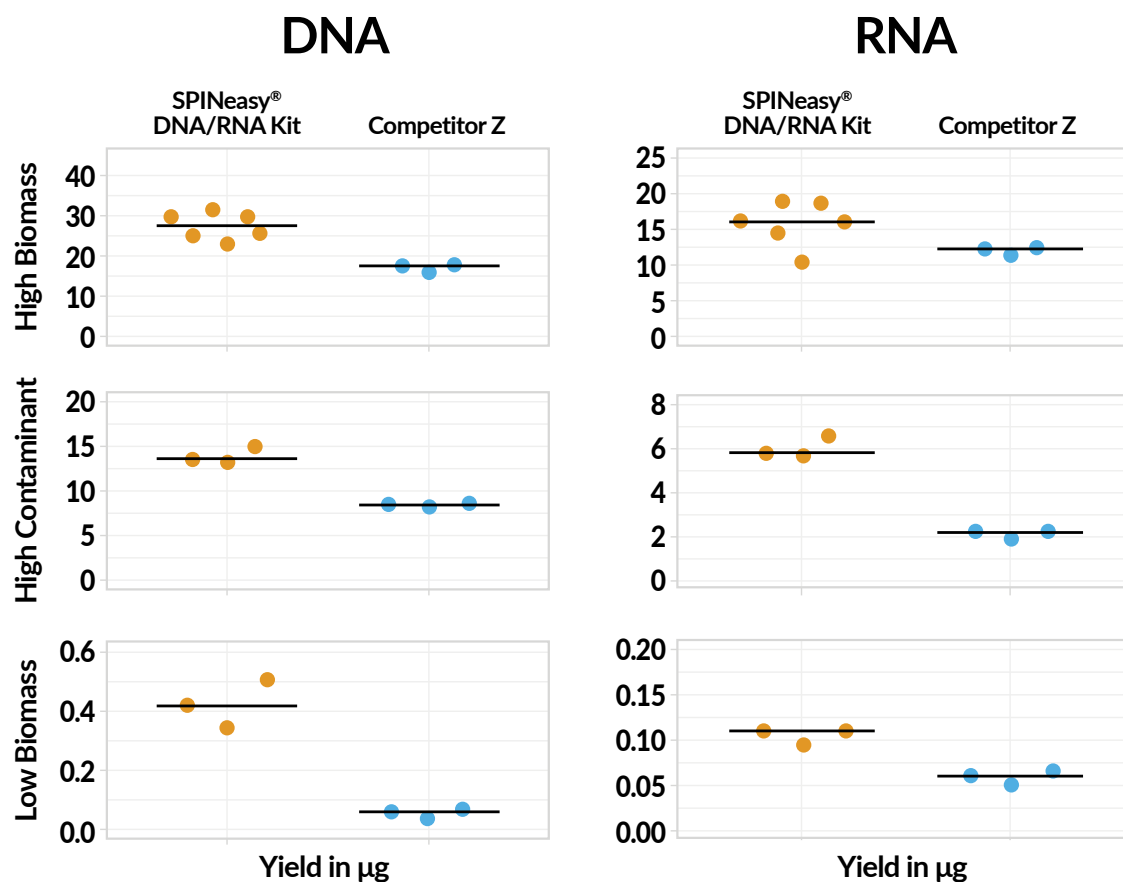 DNA
RNA
SPINeasy®
DNA/RNA Kit
Competitor Z
SPINeasy®
DNA/RNA Kit
Competitor Z
High Biomass
40
30
20
10
0
25
20
15
10
5
0
High Contaminant
20
15
10
5
0
8
6
4
2
0
Low Biomass
0.6
0.4
0.2
0.0
0.20
0.15
0.10
0.05
0.00
Yield in µg
Yield in µg